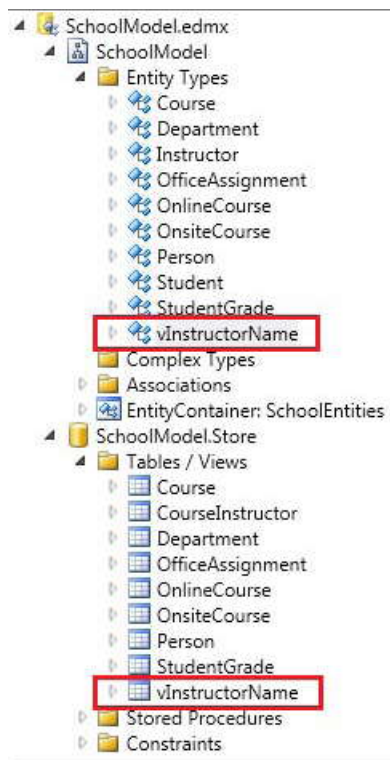 SchoolModel.edmx
SchoolModel
Entity Types
Course
Department
Instructor
OfficeAssignment
OnlineCourse
OnsiteCourse
Person
Student
StudentGrade
vInstructorName
Complex Types
Associations
EntityContainer: SchoolEntities
SchoolModel.Store
Tables / Views
Course
CourseInstructor
Department
OfficeAssignment
OnlineCourse
OnsiteCourse
Person
StudentGrade
vInstructorName
Stored Procedures
Constraints